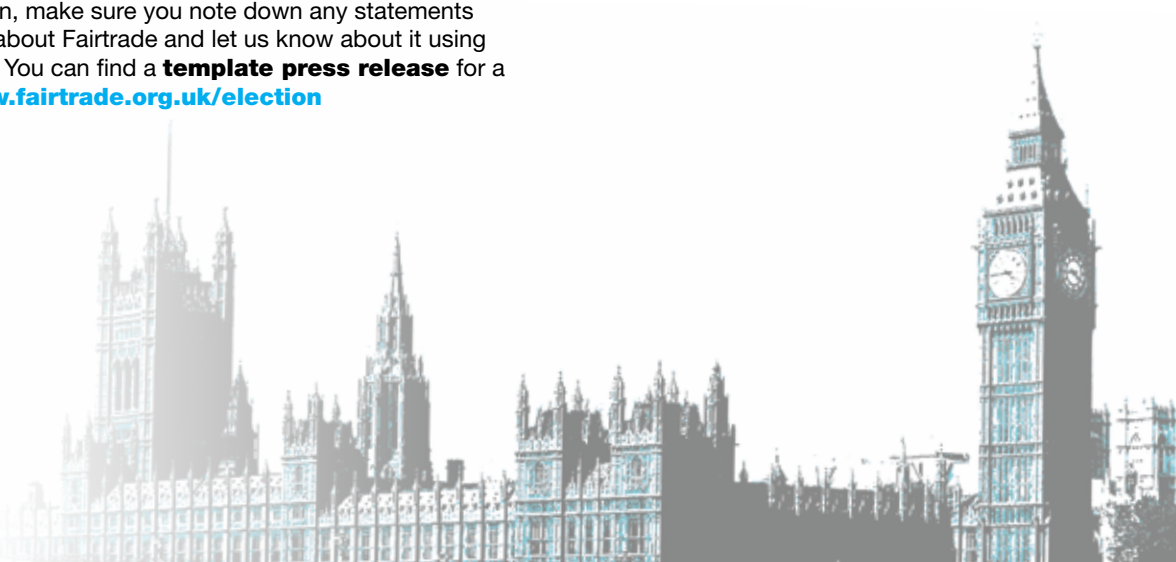 n, make sure you note down any statements
about Fairtrade and let us know about it using
You can find a template press release for a
w.fairtrade.org.uk/election